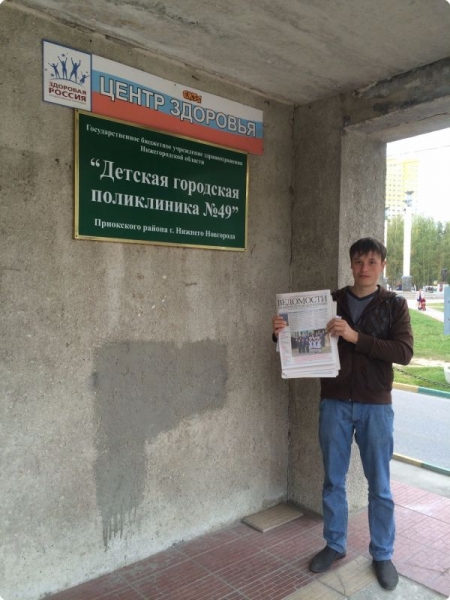 ЗДОРОВАЯ
РОССИЯ
ЦЕНТР ЗДОРОВЬЯ
Государственное бюджетное учреждение здравоохранения
Нижегородской области
“Детская городская
поликлиника №49”
Приокского района г. Нижнего Новгорода
ВЕДОМОСТИ